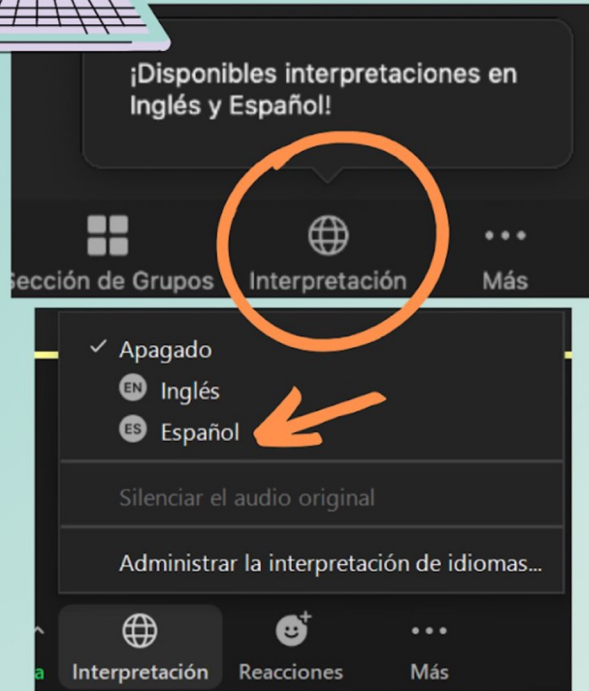 ¡Disponibles interpretaciones en
Inglés y Español!
Sección de Grupos Interpretación Más
Apagado
EN Inglés
ES Español
Silenciar el audio original
Administrar la interpretación de idiomas...
a Interpretación Reacciones Más